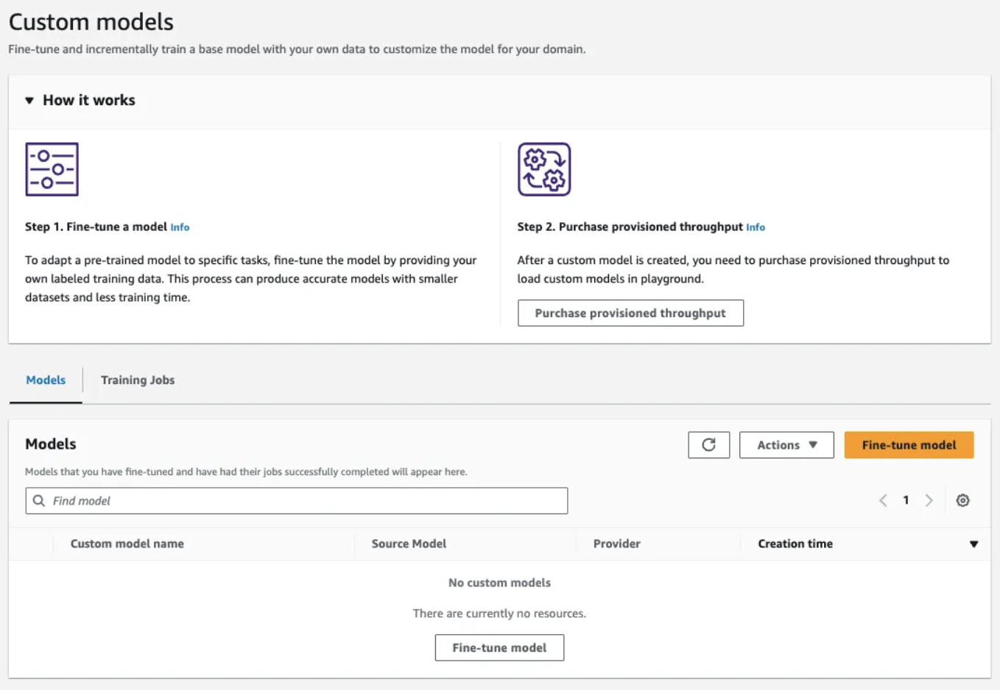 Custom models
Fine-tune and incrementally train a base model with your own data to customize the model for your domain.
How it works
Step 1. Fine-tune a model Info
To adapt a pre-trained model to specific tasks, fine-tune the model by providing your
own labeled training data. This process can produce accurate models with smaller
datasets and less training time.
Step 2. Purchase provisioned throughput Info
After a custom model is created, you need to purchase provisioned throughput to
load custom models in playground.
Purchase provisioned throughput
Models
Training Jobs
Models
Actions
Fine-tune model
Models that you have fine-tuned and have had their jobs successfully completed will appear here.
Find model
1
Custom model name
Source Model
Provider
Creation time
No custom models
There are currently no resources.
Fine-tune model